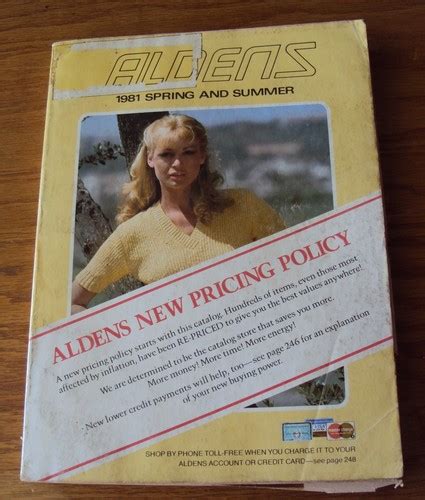 ALDENS
1981 SPRING AND SUMMER
ALDENS NEW PRICING POLICY
A new pricing policy starts with this catalog. Hundreds of items, even those most
affected by inflation, have been RE-PRICED to give you the best values anywhere!
We are determined to be the catalog store that saves you more.
More money! More time! More energy!
New lower credit payments will help, too—see page 246 for an explanation
of your new buying power.
SHOP BY PHONE TOLL-FREE WHEN YOU CHARGE IT TO YOUR
ALDENS ACCOUNT OR CREDIT CARD—see page 248